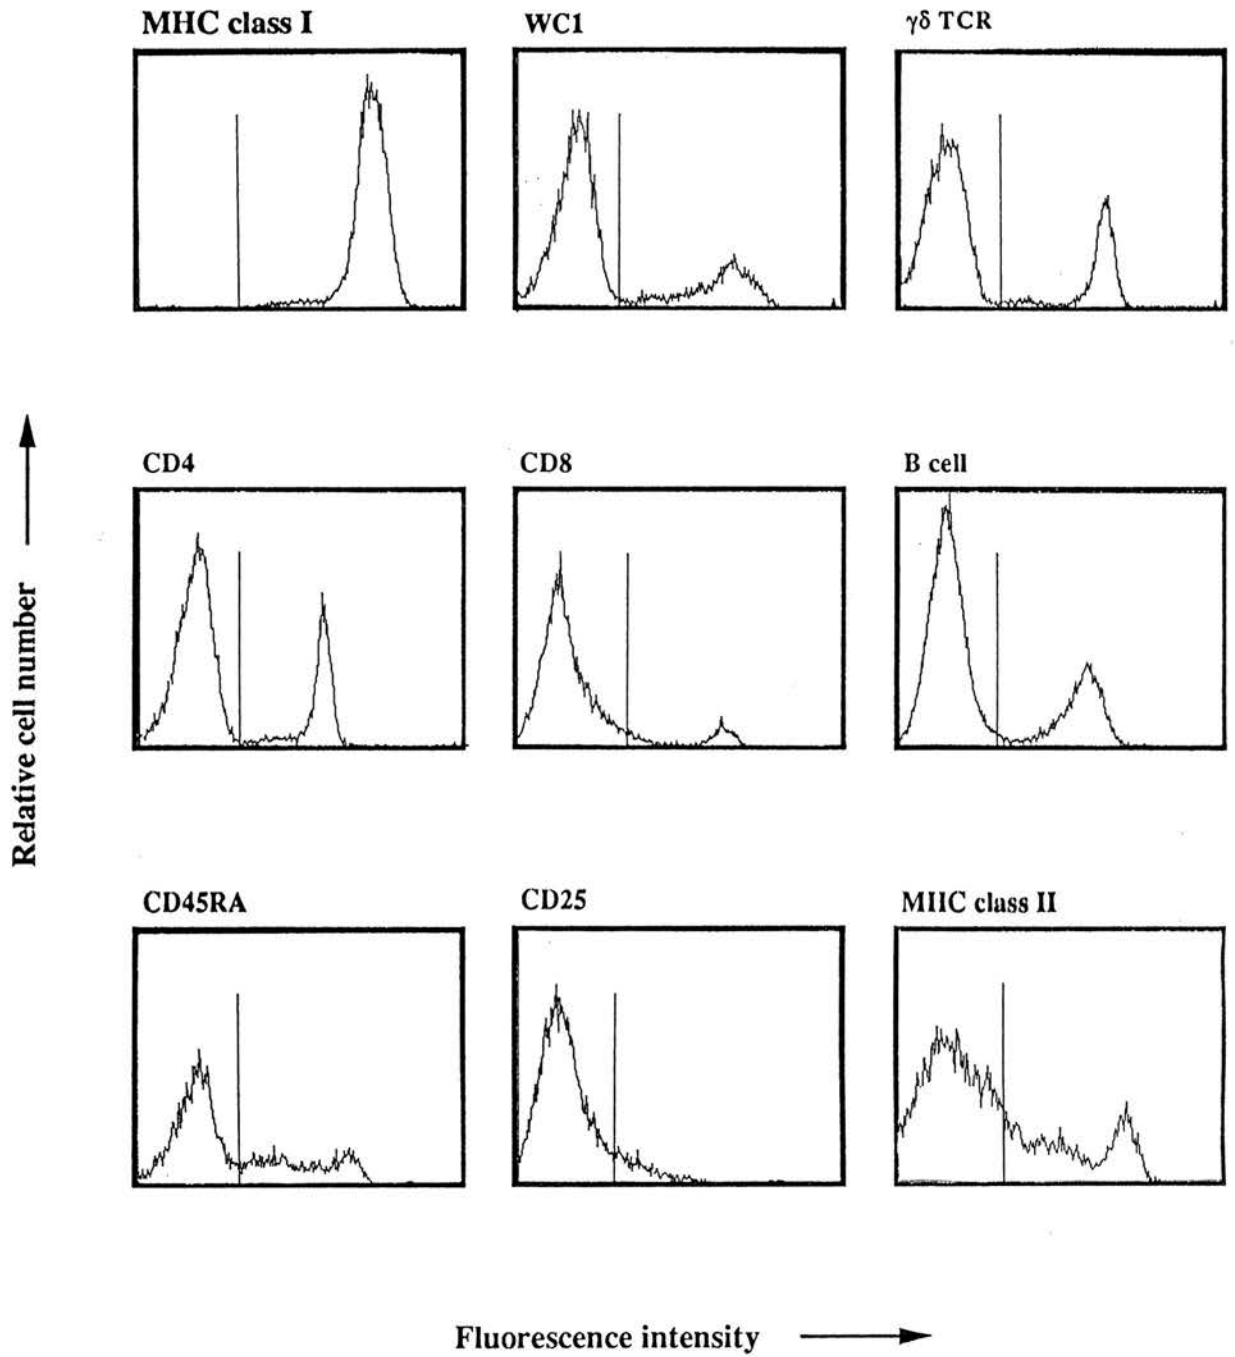 MHC class I
WC1
γδ TCR
CD4
CD8
B cell
CD45RA
CD25
MHC class II
Relative cell number
Fluorescence intensity